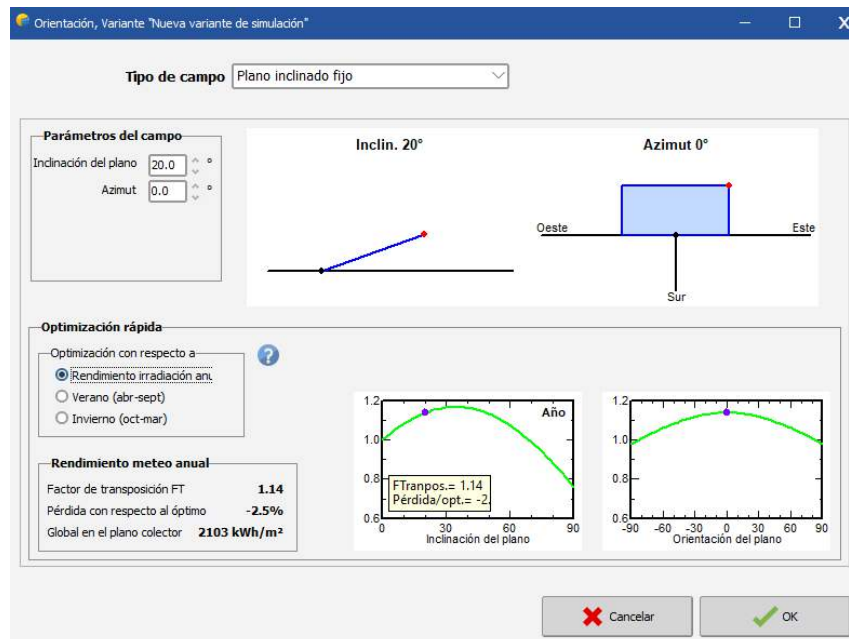 Orientación, Variante "Nueva variante de simulación"
Tipo de campo Plano inclinado fijo
Parámetros del campo
Inclinación del plano 20.0 º
Azimut 0.0 º
Inclin. 20°
Azimut 0°
Oeste Este
Sur
Optimización rápida
Optimización con respecto a
Rendimiento irradiación anu
Verano (abr-sept)
Invierno (oct-mar)
?
Rendimiento meteo anual
Factor de transposición FT 1.14
Pérdida con respecto al óptimo -2.5%
Global en el plano colector 2103 kWh/m²
1.2
1.0
0.8
0.6
Año
FTranpos.= 1.14
Pérdida/opt.= -2.
0 30 60 90
Inclinación del plano
1.2
1.0
0.8
0.6
-90 -60 -30 0 30 60 90
Orientación del plano
Cancelar
OK